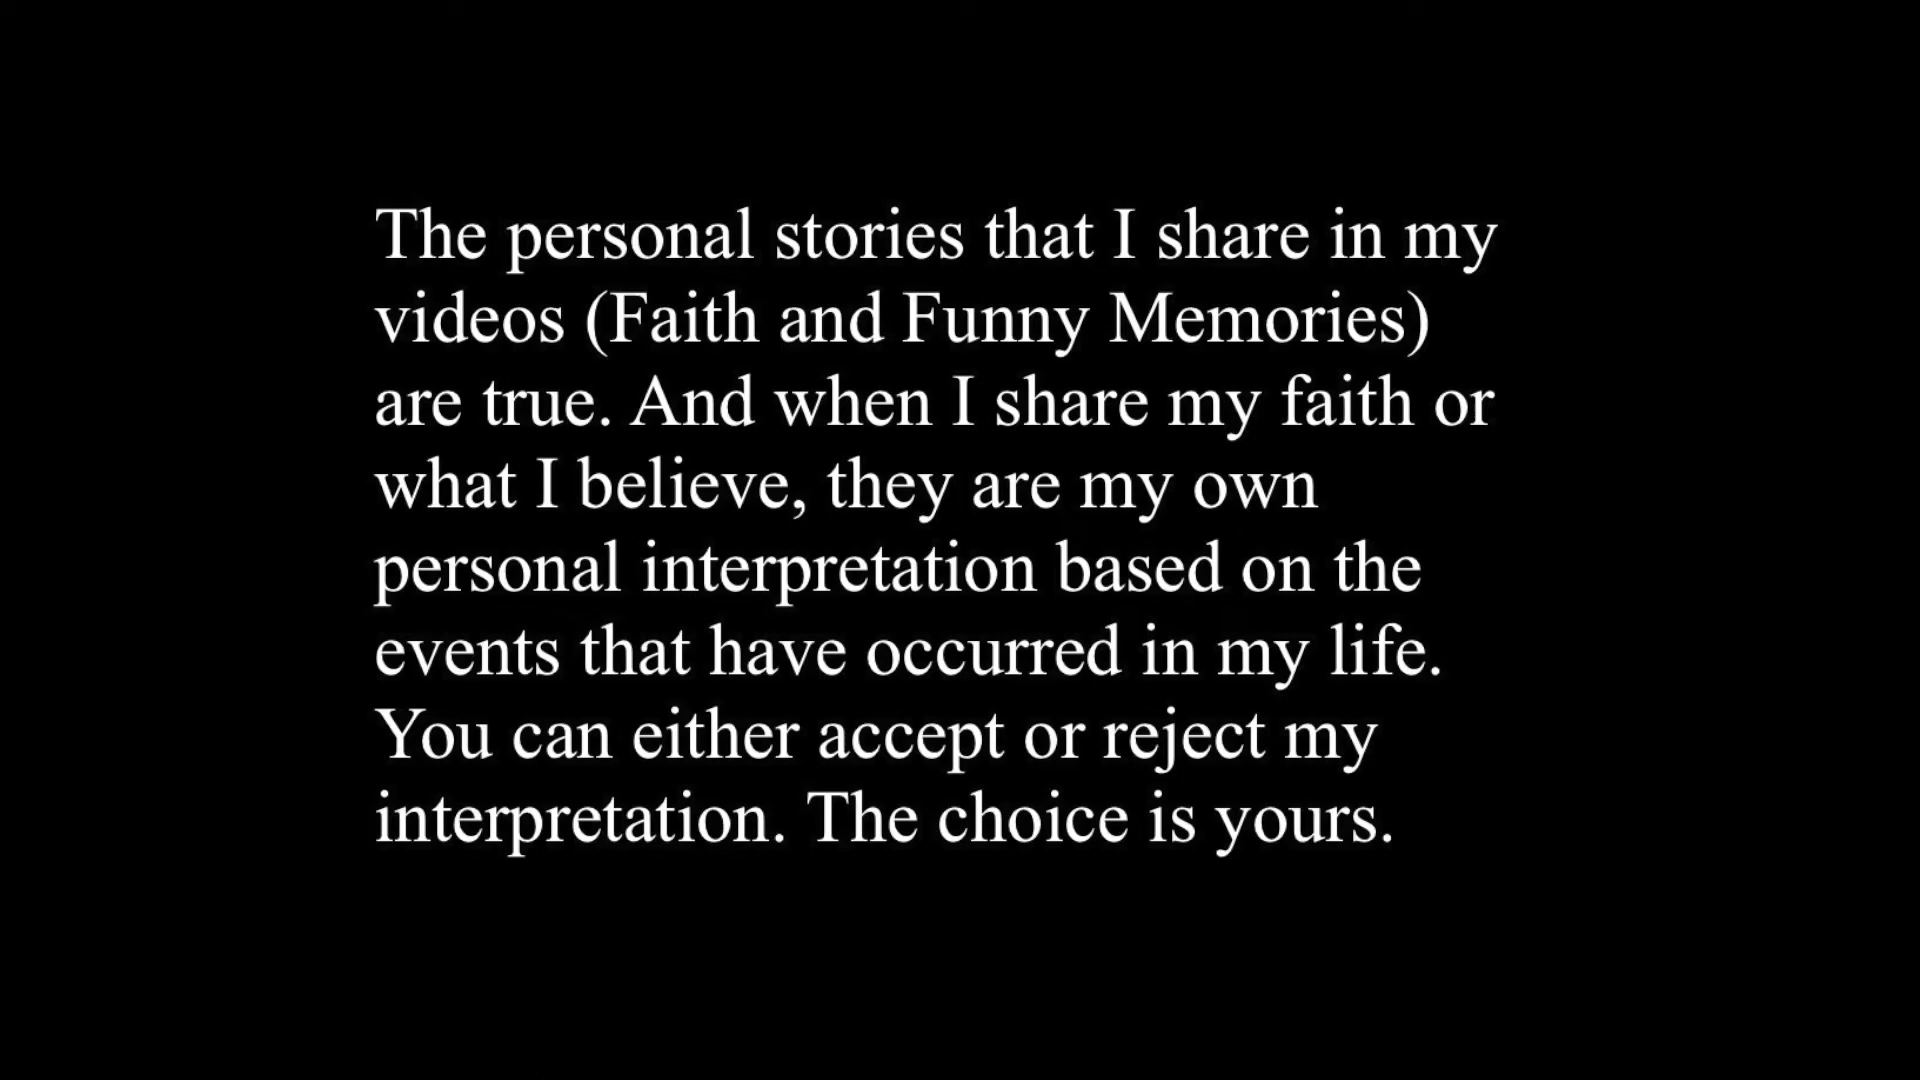 The personal stories that I share in my
videos (Faith and Funny Memories)
are true. And when I share my faith or
what I believe, they are my own
personal interpretation based on the
events that have occurred in my life.
You can either accept or reject my
interpretation. The choice is yours.